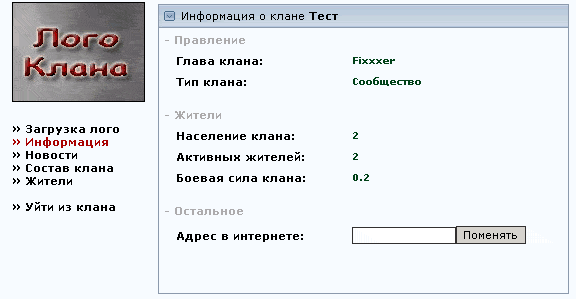 Лого
Клана
» Загрузка лого
» Информация
» Новости
» Состав клана
» Жители
» Уйти из клана
Информация о клане Тест
- Правление
Глава клана: Fixxxer
Тип клана: Сообщество
- Жители
Население клана: 2
Активных жителей: 2
Боевая сила клана: 0.2
- Остальное
Адрес в интернете: Поменять